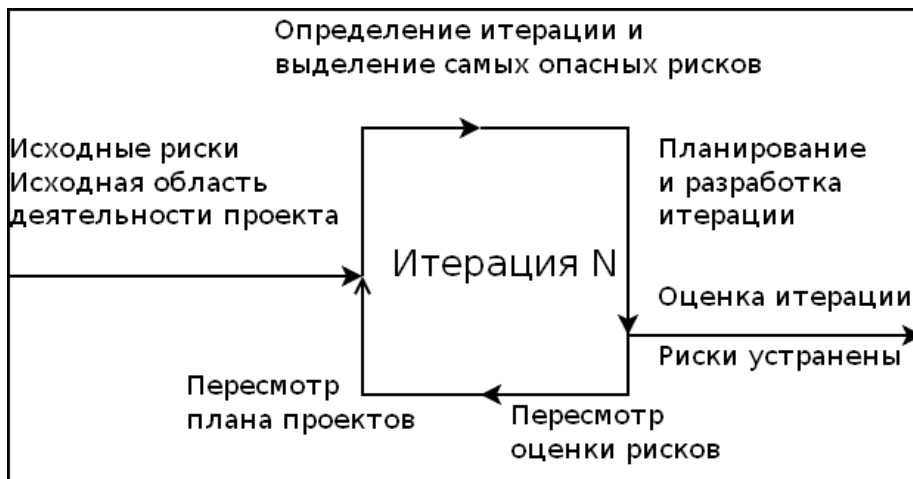 Определение итерации и
выделение самых опасных рисков
Исходные риски
Исходная область
деятельности проекта
Планирование
и разработка
итерации
Итерация N
Оценка итерации
Риски устранены
Пересмотр
плана проектов
Пересмотр
оценки рисков